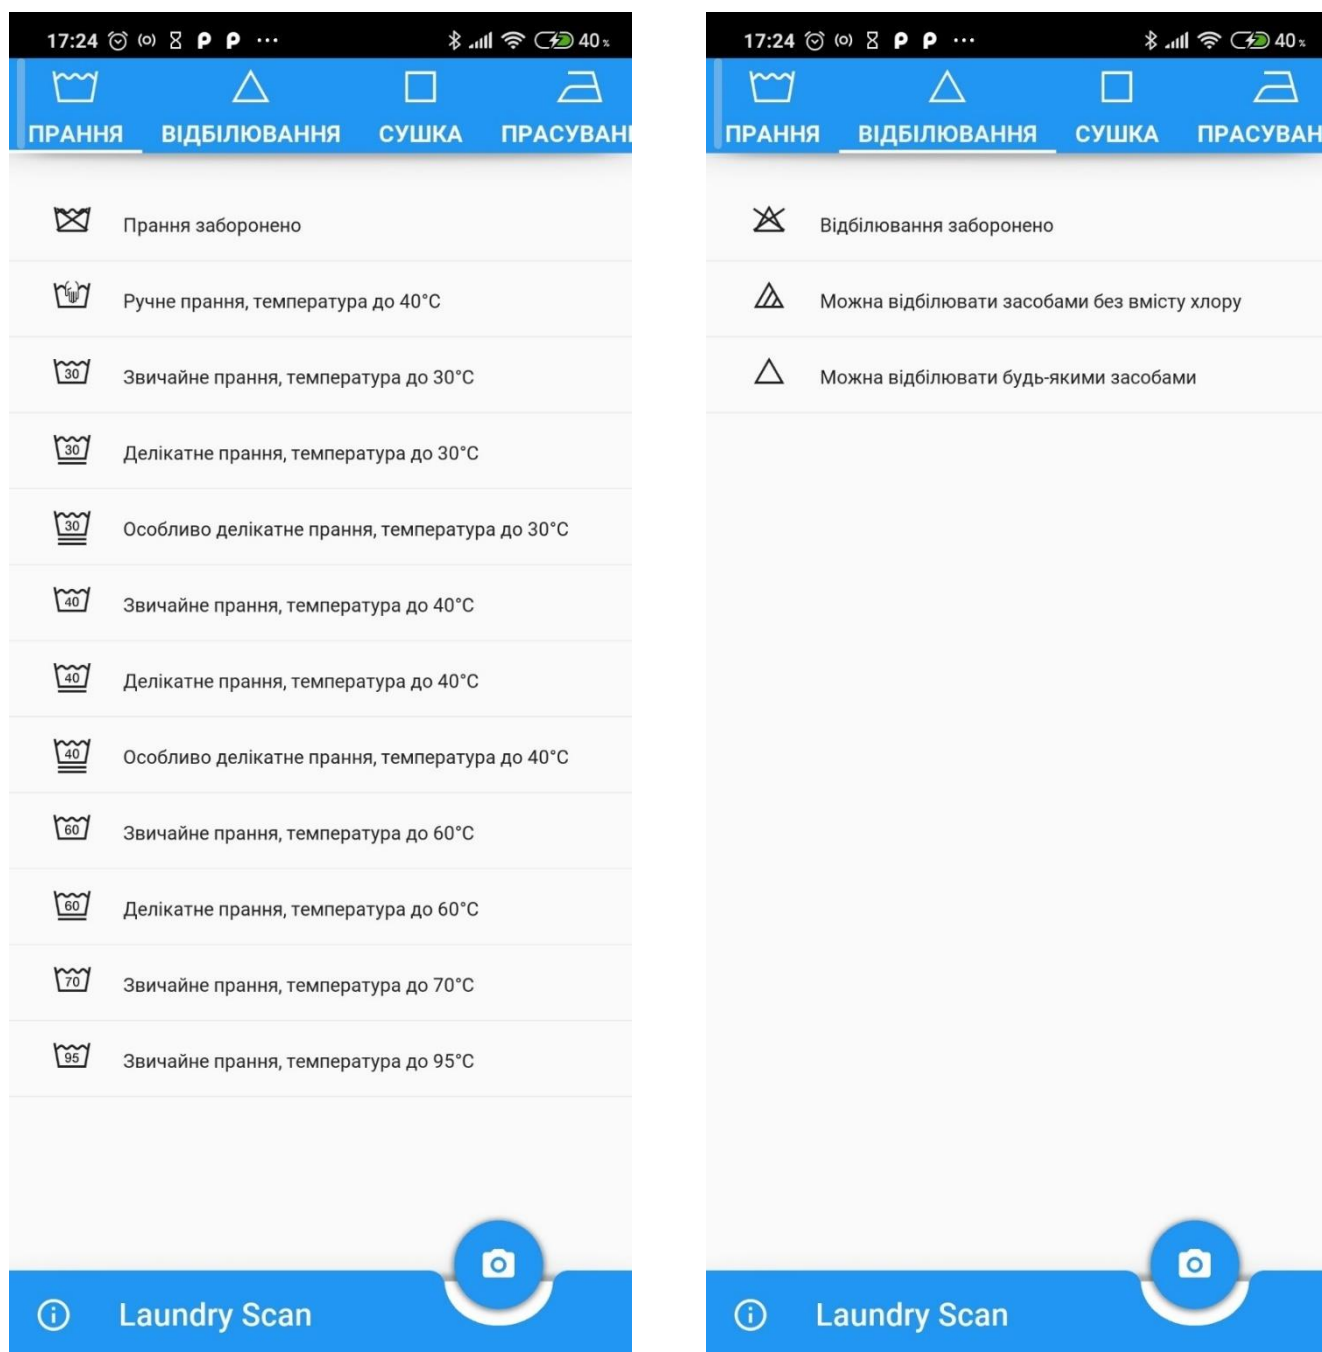 17:24 P P ... 40%
ПРАННЯ ВІДБІЛЮВАННЯ СУШКА ПРАСУВАН
Прання заборонено
Ручне прання, температура до 40°C
30 Звичайне прання, температура до 30°C
30 Делікатне прання, температура до 30°C
30 Особливо делікатне прання, температура до 30°C
40 Звичайне прання, температура до 40°C
40 Делікатне прання, температура до 40°C
40 Особливо делікатне прання, температура до 40°C
60 Звичайне прання, температура до 60°C
60 Делікатне прання, температура до 60°C
70 Звичайне прання, температура до 70°C
95 Звичайне прання, температура до 95°C
Laundry Scan
17:24 P P ... 40%
ПРАННЯ ВІДБІЛЮВАННЯ СУШКА ПРАСУВАН
Відбілювання заборонено
Можна відбілювати засобами без вмісту хлору
Можна відбілювати будь-якими засобами
Laundry Scan